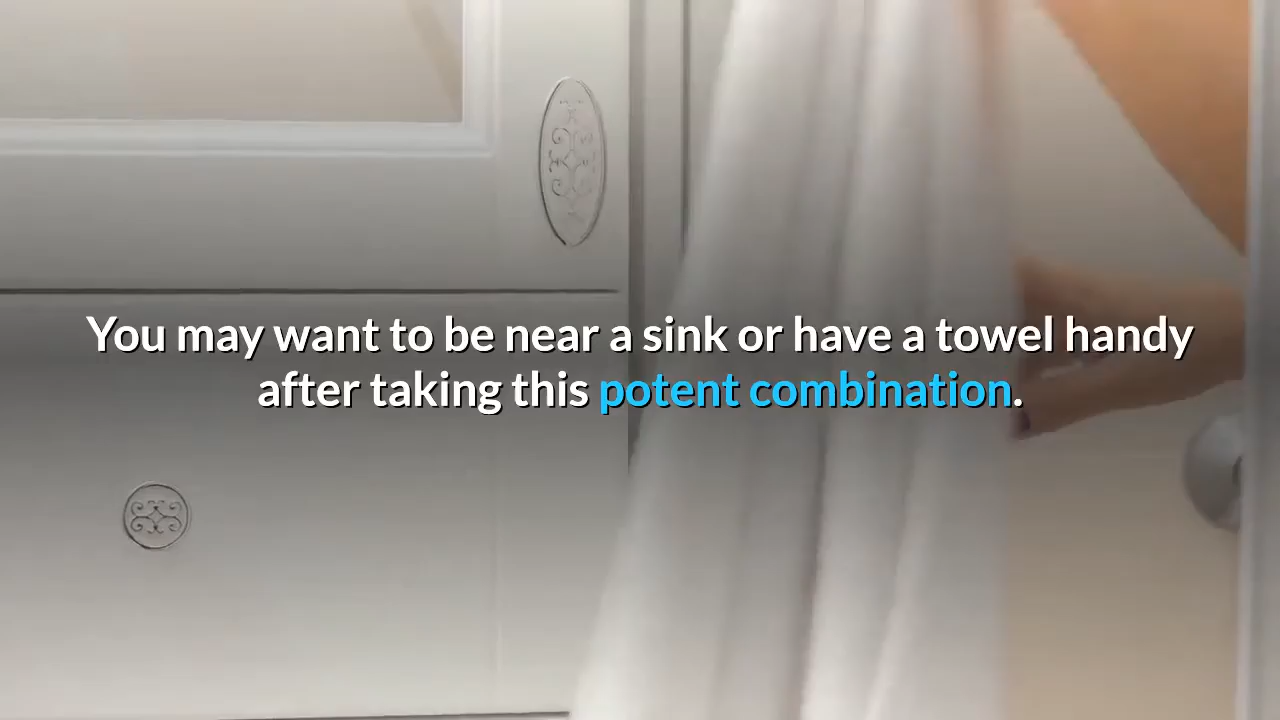 You may want to be near a sink or have a towel handy
after taking this potent combination.